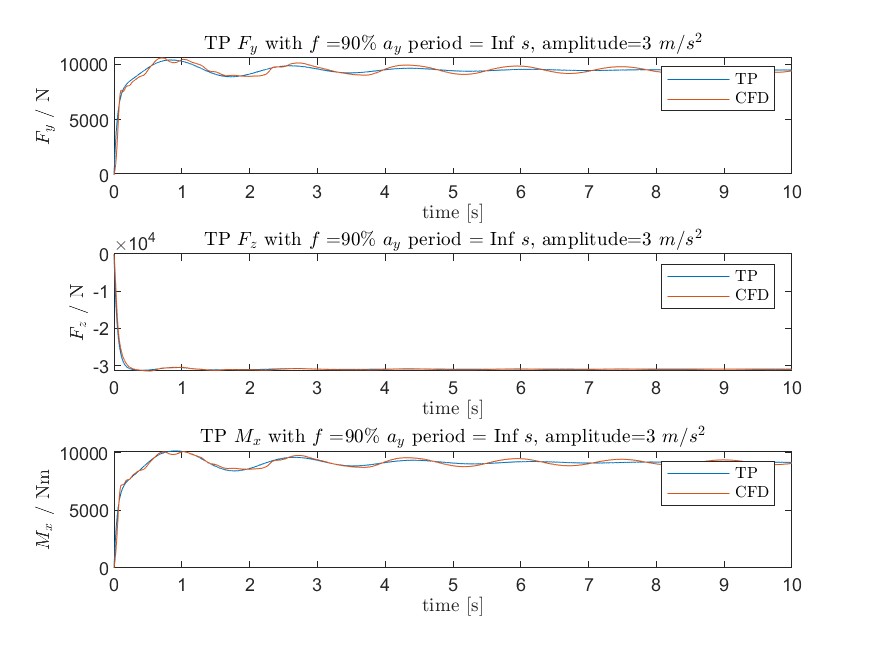 TP F_y with f =90% a_y period = Inf s, amplitude=3 m/s^2
10000
5000
0
F_y / N
TP
CFD
0 1 2 3 4 5 6 7 8 9 10
time [s]
TP F_z with f =90% a_y period = Inf s, amplitude=3 m/s^2
×10^4
0
-1
-2
-3
F_z / N
TP
CFD
0 1 2 3 4 5 6 7 8 9 10
time [s]
TP M_x with f =90% a_y period = Inf s, amplitude=3 m/s^2
10000
5000
0
M_x / Nm
TP
CFD
0 1 2 3 4 5 6 7 8 9 10
time [s]